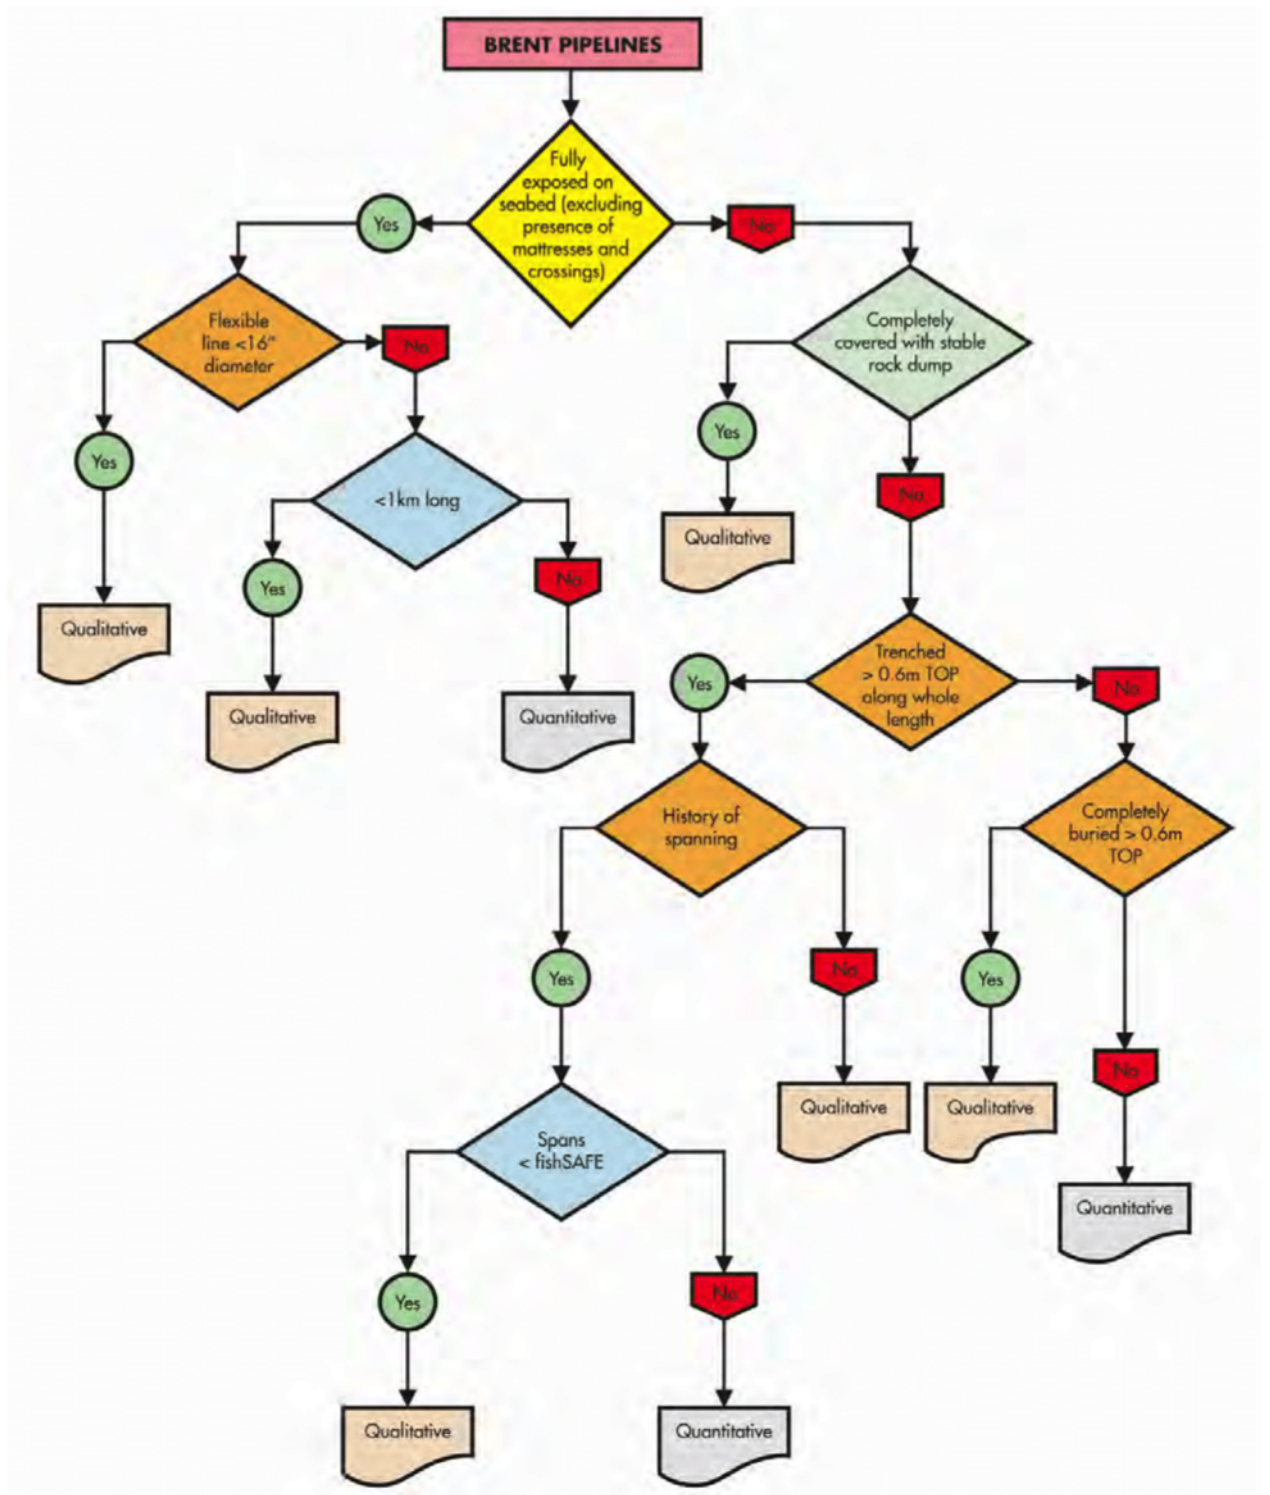 BRENT PIPELINES
Fully
exposed on
seabed (excluding
presence of
mattresses and
crossings)
Yes
No
Flexible
line <16"
diameter
No
Completely
covered with stable
rock dump
Yes
Yes
<1km long
No
Qualitative
Yes
No
Qualitative
Trenched
> 0.6m TOP
along whole
length
Yes
No
Qualitative
Quantitative
History of
spanning
Completely
buried > 0.6m
TOP
Yes
No
Yes
No
Qualitative
Qualitative
Spans
< fishSAFE
Quantitative
Yes
No
Qualitative
Quantitative